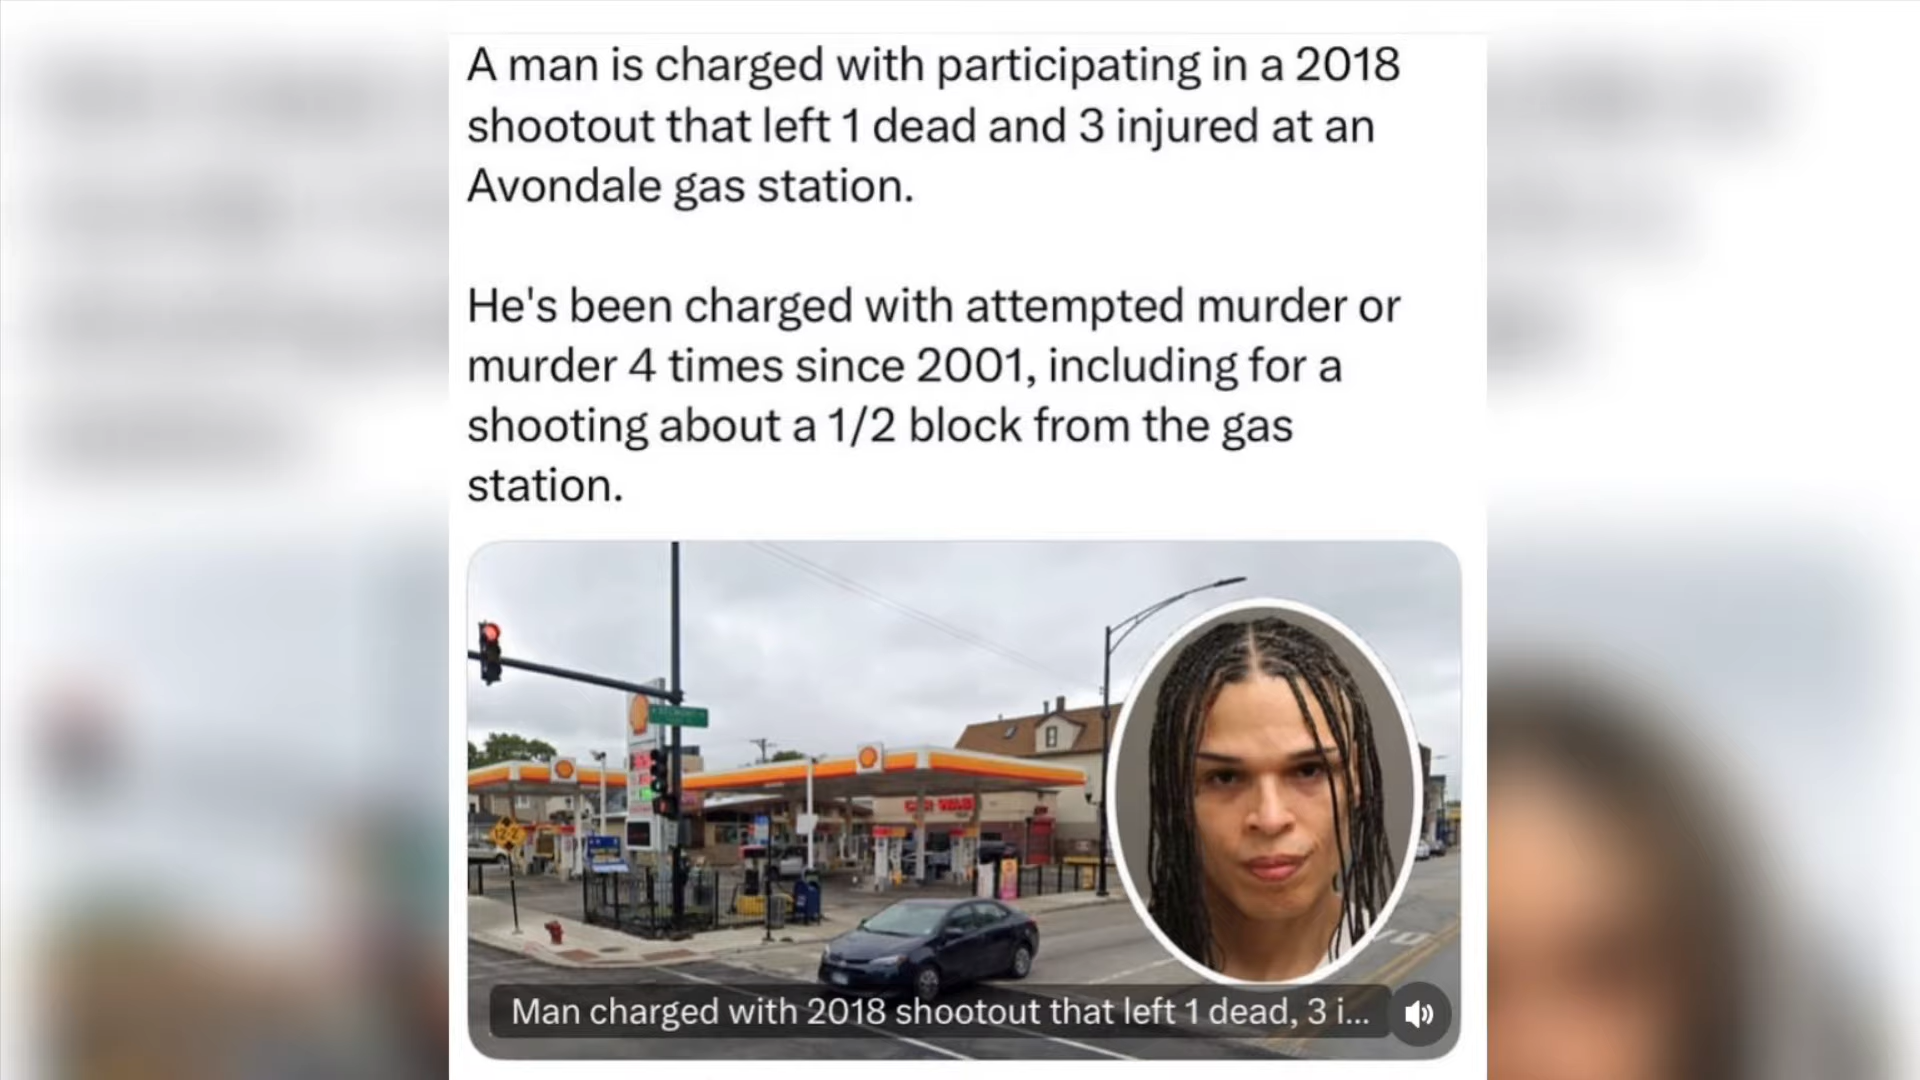 A man is charged with participating in a 2018
shootout that left 1 dead and 3 injured at an
Avondale gas station.
He's been charged with attempted murder or
murder 4 times since 2001, including for a
shooting about a 1/2 block from the gas
station.
12-2
Man charged with 2018 shootout that left 1 dead, 3 i...